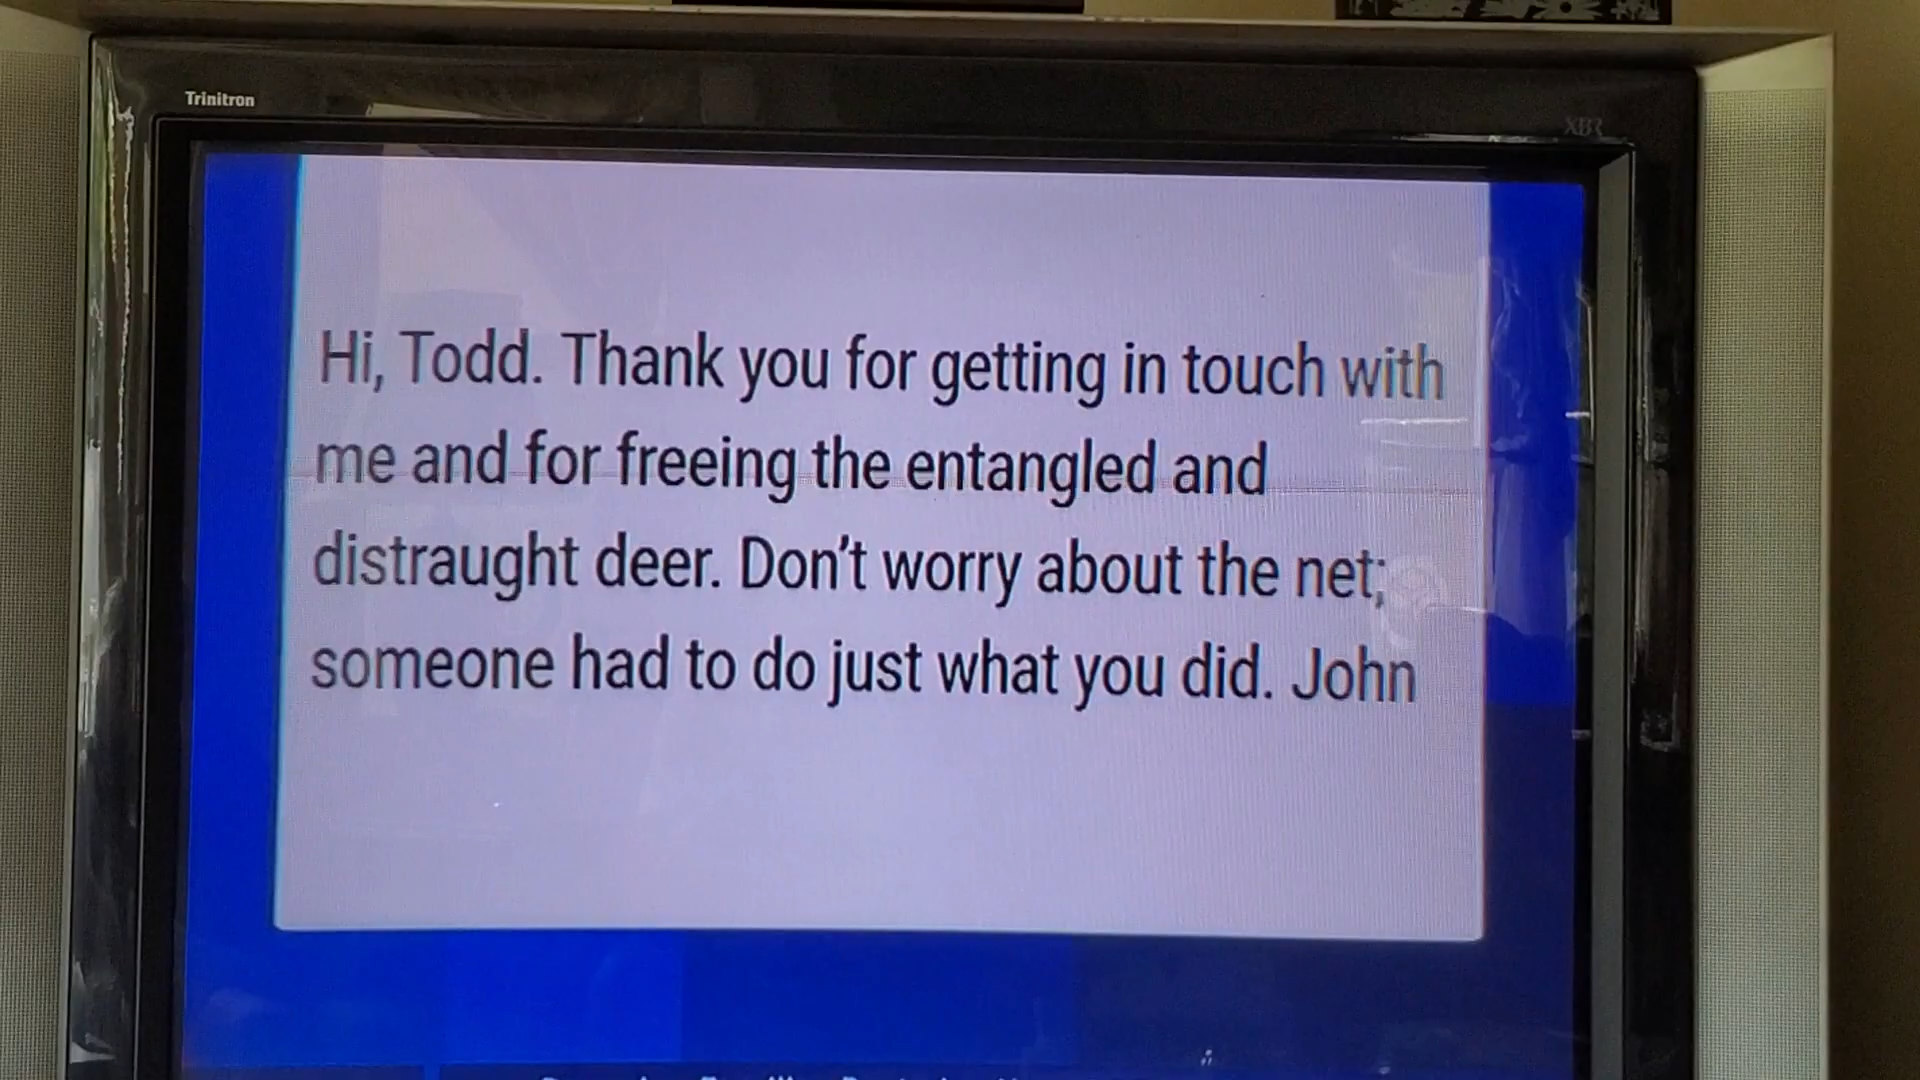 Trinitron
XBR
Hi, Todd. Thank you for getting in touch with
me and for freeing the entangled and
distraught deer. Don't worry about the net;
someone had to do just what you did. John